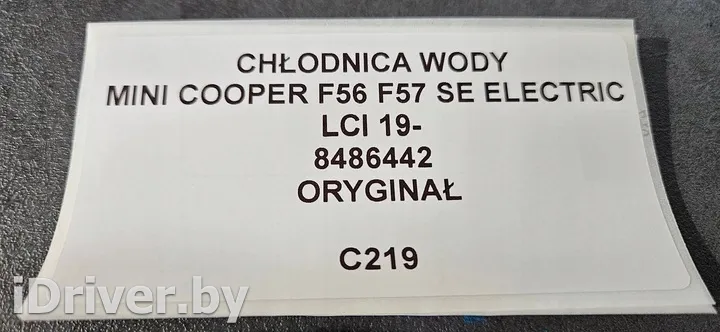 CHŁODNICA WODY
MINI COOPER F56 F57 SE ELECTRIC
LCI 19-
8486442
ORYGINAŁ
C219
iDriver.by